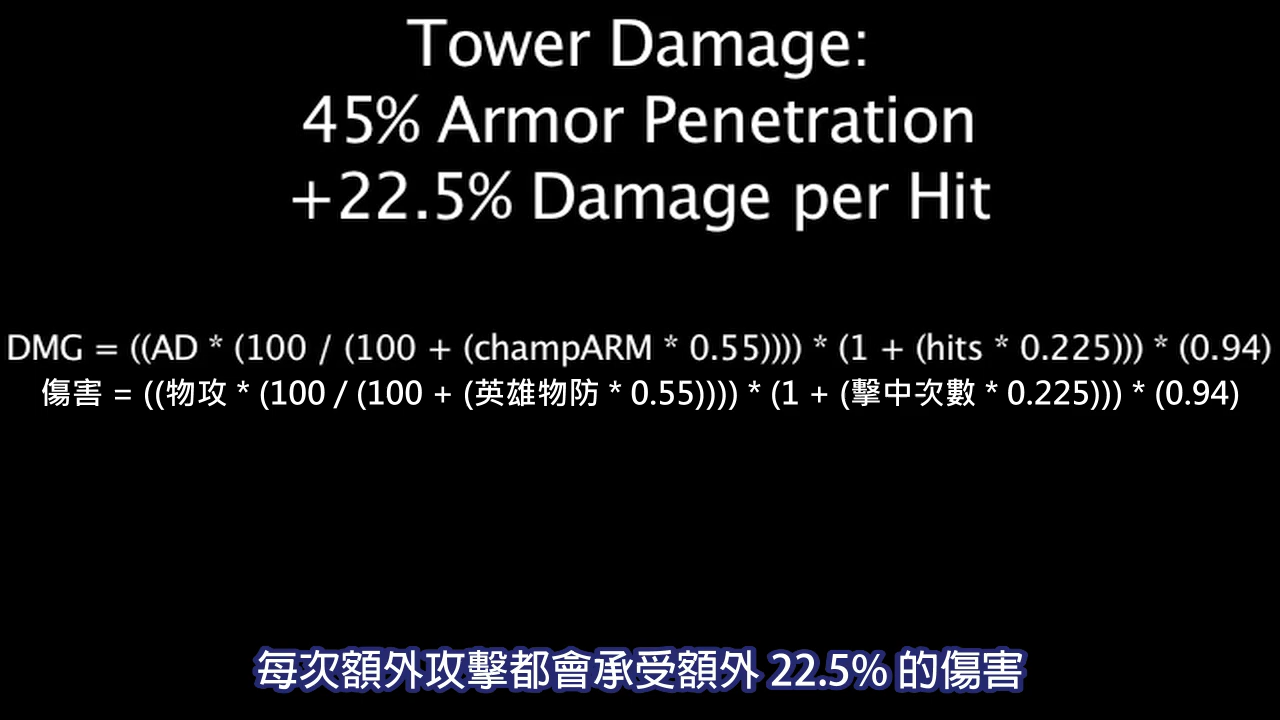 Tower Damage:
45% Armor Penetration
+22.5% Damage per Hit
DMG = ((AD * (100 / (100 + (champARM * 0.55)))) * (1 + (hits * 0.225))) * (0.94)
傷害 = ((物攻 * (100 / (100 + (英雄物防 * 0.55)))) * (1 + (擊中次數 * 0.225))) * (0.94)
每次額外攻擊都會承受額外 22.5% 的傷害